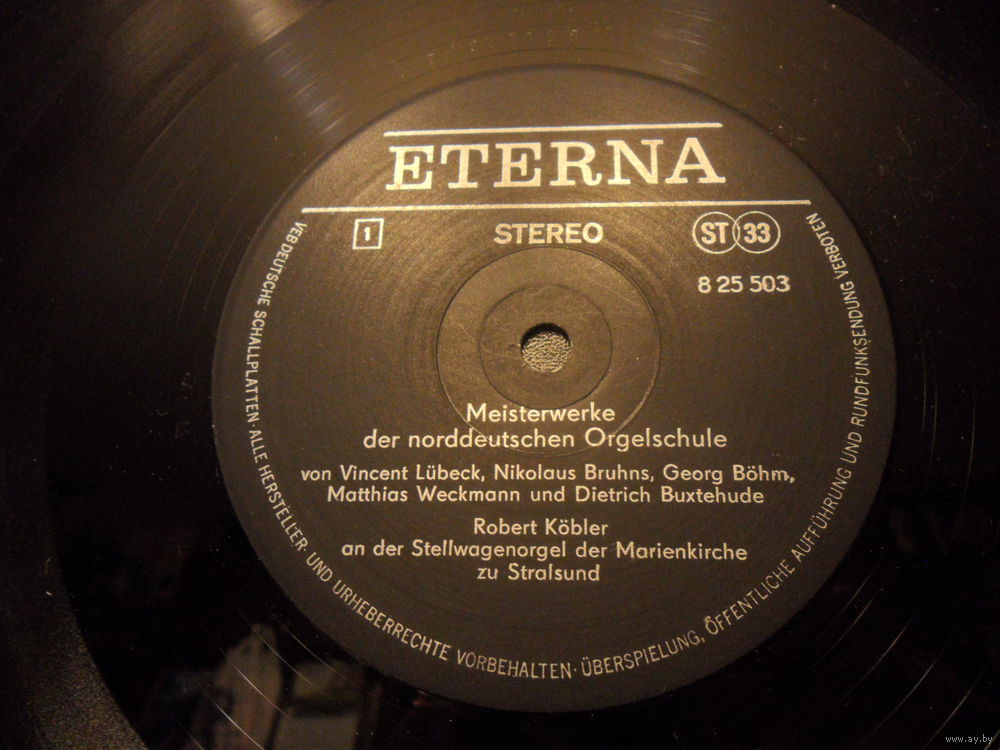 ETERNA
1
STEREO
ST 33
8 25 503
Meisterwerke
der norddeutschen Orgelschule
von Vincent Lübeck, Nikolaus Bruhns, Georg Böhm,
Matthias Weckmann und Dietrich Buxtehude
Robert Köbler
an der Stellwagenorgel der Marienkirche
zu Stralsund
VEB DEUTSCHE SCHALLPLATTEN · ALLE HERSTELLER- UND URHEBERRECHTE VORBEHALTEN · ÜBERSPIELUNG, ÖFFENTLICHE AUFFÜHRUNG UND RUNDFUNKSENDUNG VERBOTEN
www.ay.by